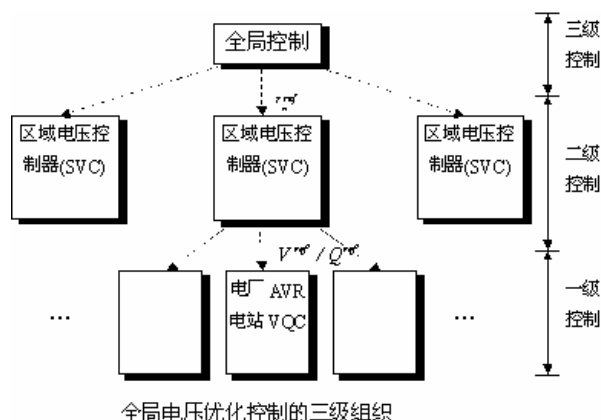 全局控制
三级
控制
区域电压控
制器(SVC)
区域电压控
制器(SVC)
区域电压控
制器(SVC)
二级
控制
V^ref / Q^ref
...
电厂 AVR
电站 VQC
...
一级
控制
全局电压优化控制的三级组织